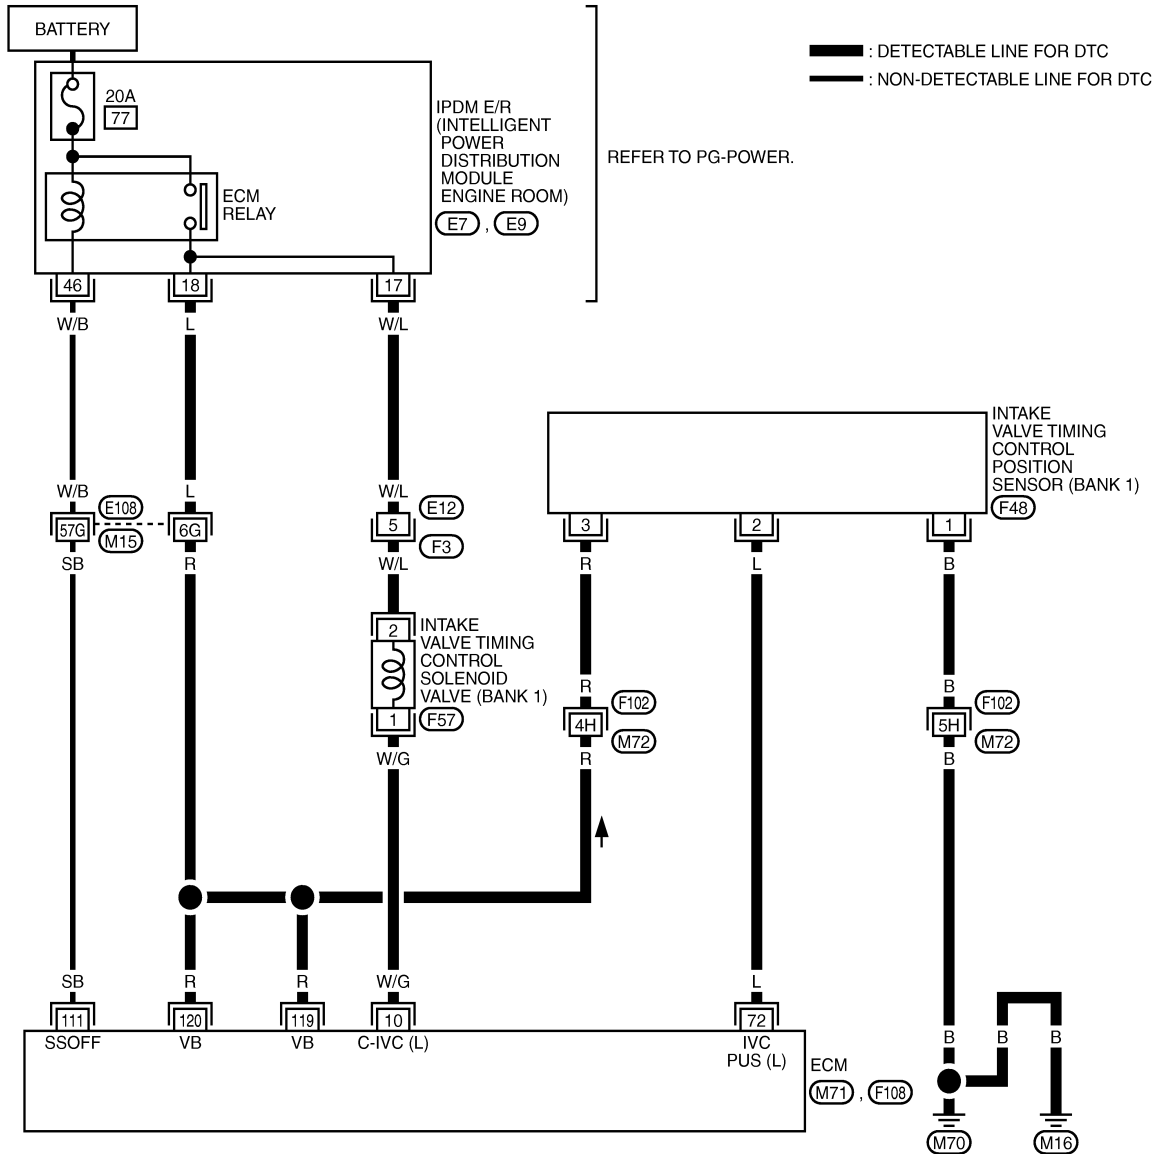 BATTERY
: DETECTABLE LINE FOR DTC
: NON-DETECTABLE LINE FOR DTC
20A
77
IPDM E/R
(INTELLIGENT
POWER
DISTRIBUTION
MODULE
ENGINE ROOM)
E7 , E9
REFER TO PG-POWER.
ECM
RELAY
46 18 17
W/B L W/L
W/B L W/L
INTAKE
VALVE TIMING
CONTROL
POSITION
SENSOR (BANK 1)
F48
57G E108 6G 5 E12 3 2 1
M15 F3
SB R W/L R L B
2
INTAKE
VALVE TIMING
CONTROL
SOLENOID
VALVE (BANK 1)
1 F57
R B
4H F102 5H F102
M72 M72
W/G R B
SB R R W/G L
111 120 119 10 72
SSOFF VB VB C-IVC (L) IVC
PUS (L)
B B B
ECM
M71 , F108
M70 M16